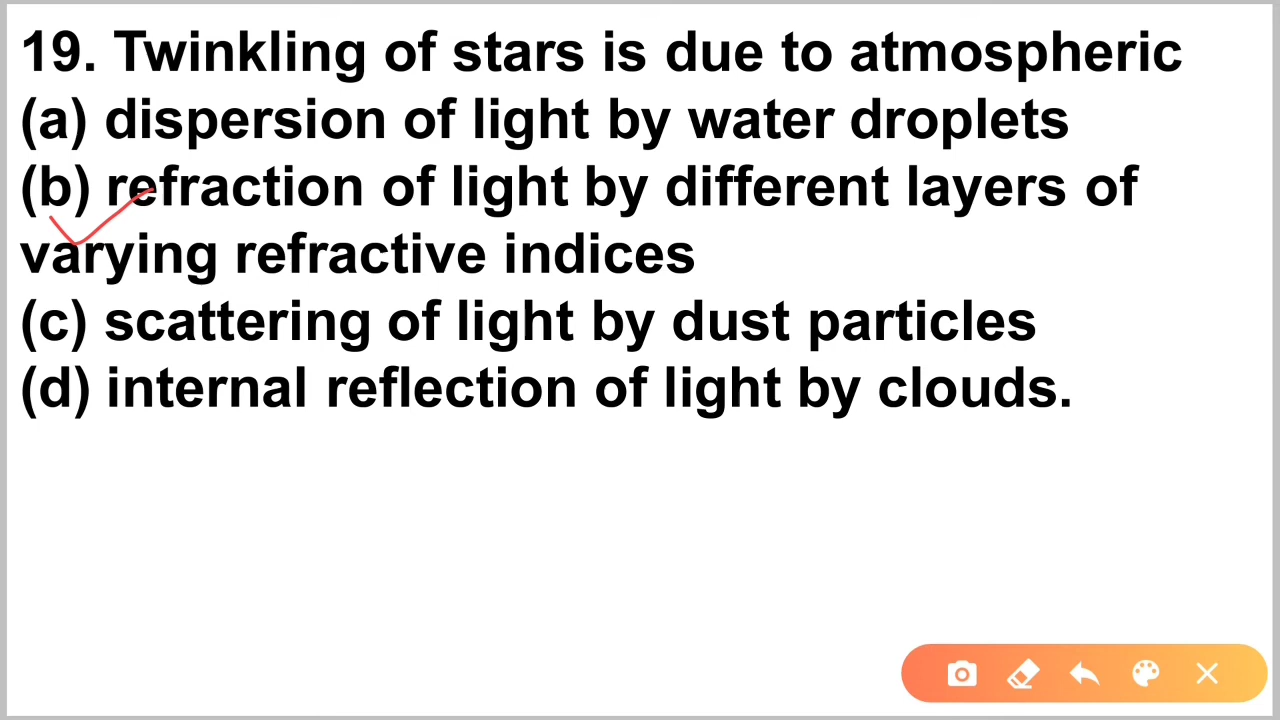 19. Twinkling of stars is due to atmospheric
(a) dispersion of light by water droplets
(b) refraction of light by different layers of
varying refractive indices
(c) scattering of light by dust particles
(d) internal reflection of light by clouds.